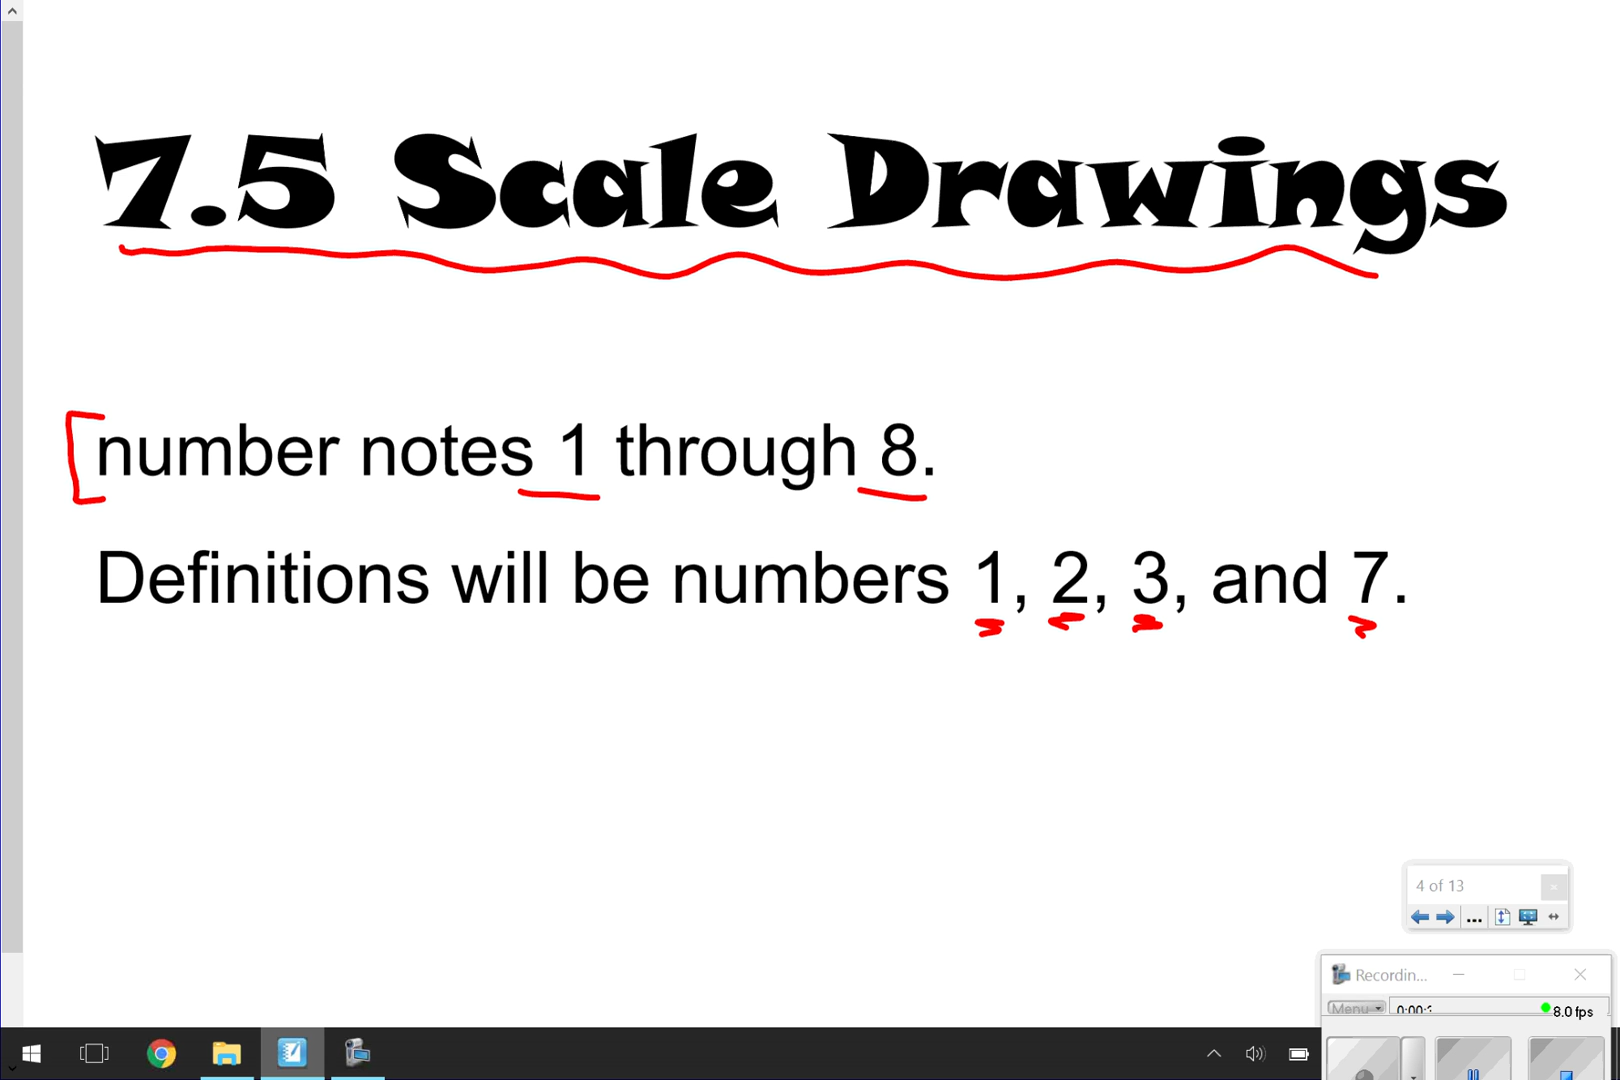 7.5 Scale Drawings
number notes 1 through 8.
Definitions will be numbers 1, 2, 3, and 7.
4 of 13
Recordin...
Menu
8.0 fps